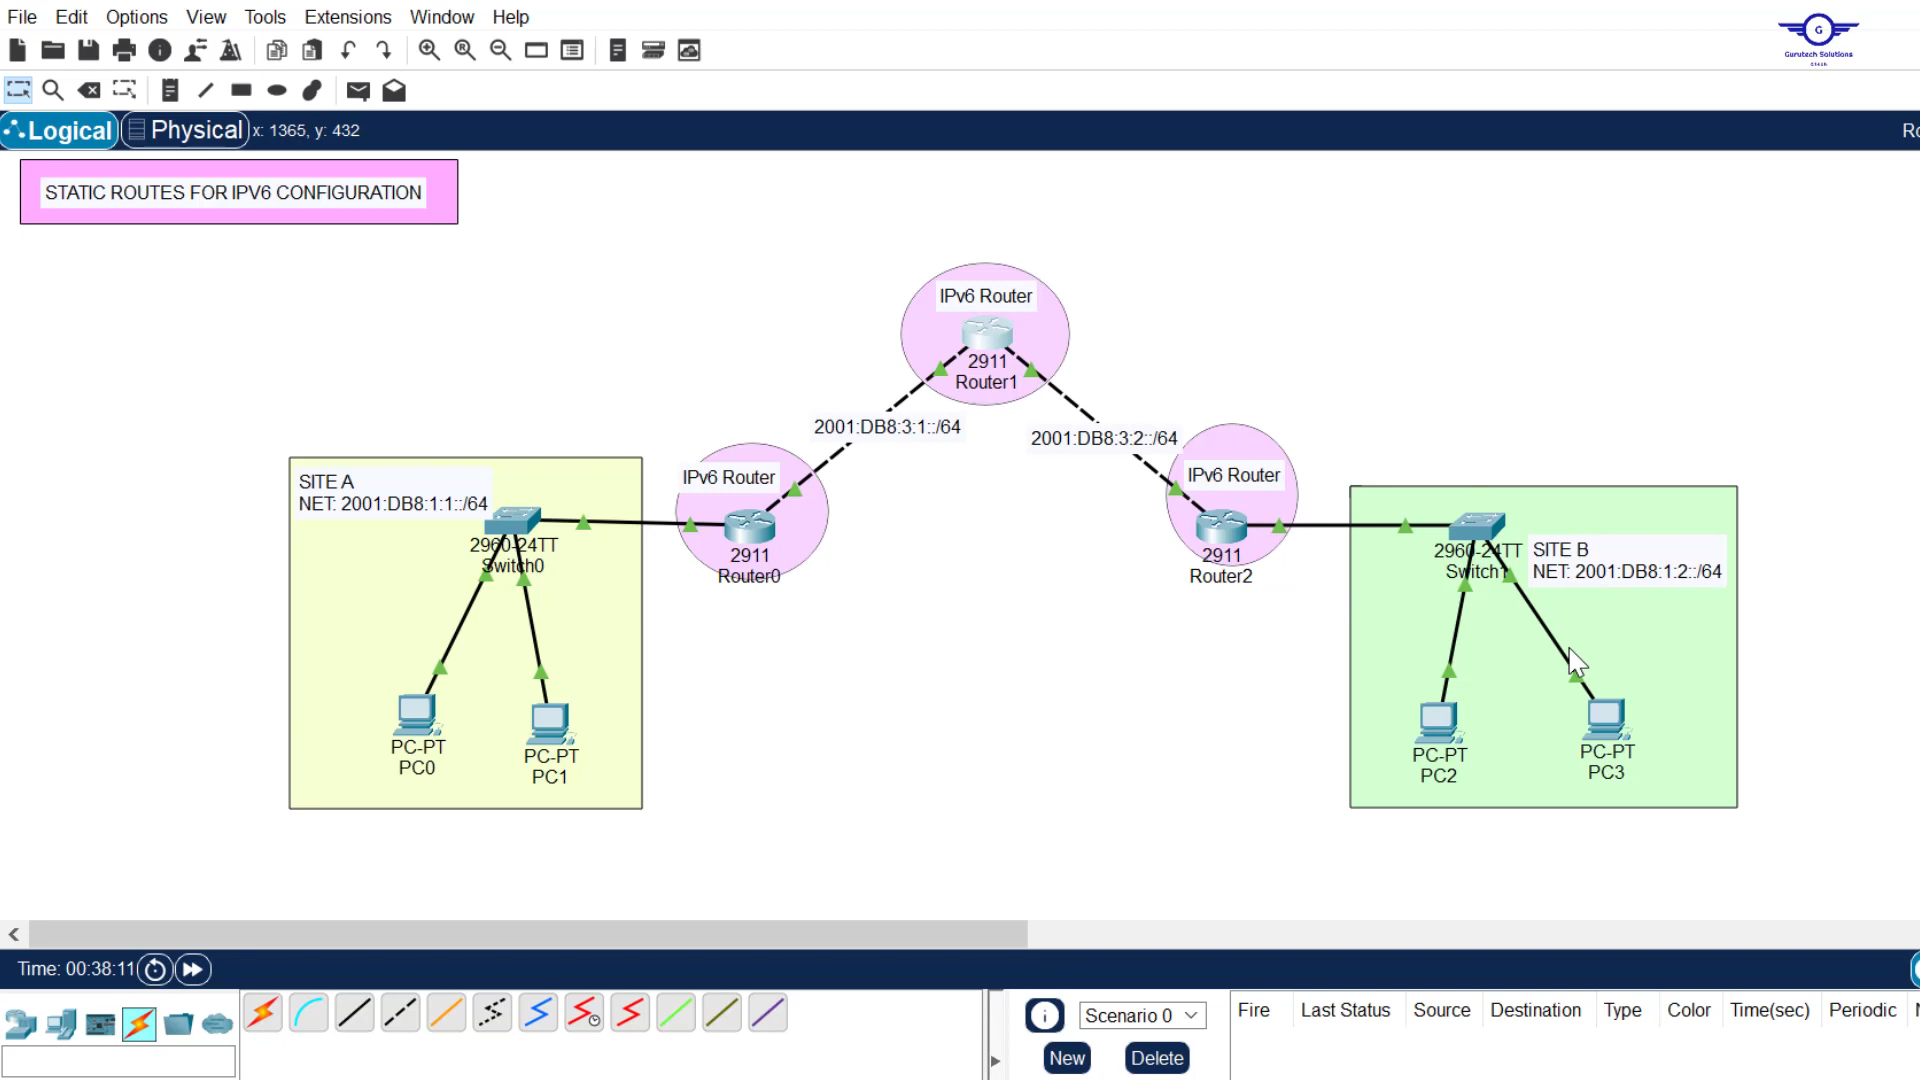 File Edit Options View Tools Extensions Window Help
G
Gurutech Solutions
Logical Physical x: 1365, y: 432
STATIC ROUTES FOR IPV6 CONFIGURATION
IPv6 Router
2911
Router1
2001:DB8:3:1::/64
2001:DB8:3:2::/64
IPv6 Router
2911
Router0
IPv6 Router
2911
Router2
SITE A
NET: 2001:DB8:1:1::/64
2960-24TT
Switch0
PC-PT
PC0
PC-PT
PC1
2960-24TT
Switch1
SITE B
NET: 2001:DB8:1:2::/64
PC-PT
PC2
PC-PT
PC3
Time: 00:38:11
Scenario 0
New Delete
Fire Last Status Source Destination Type Color Time(sec) Periodic